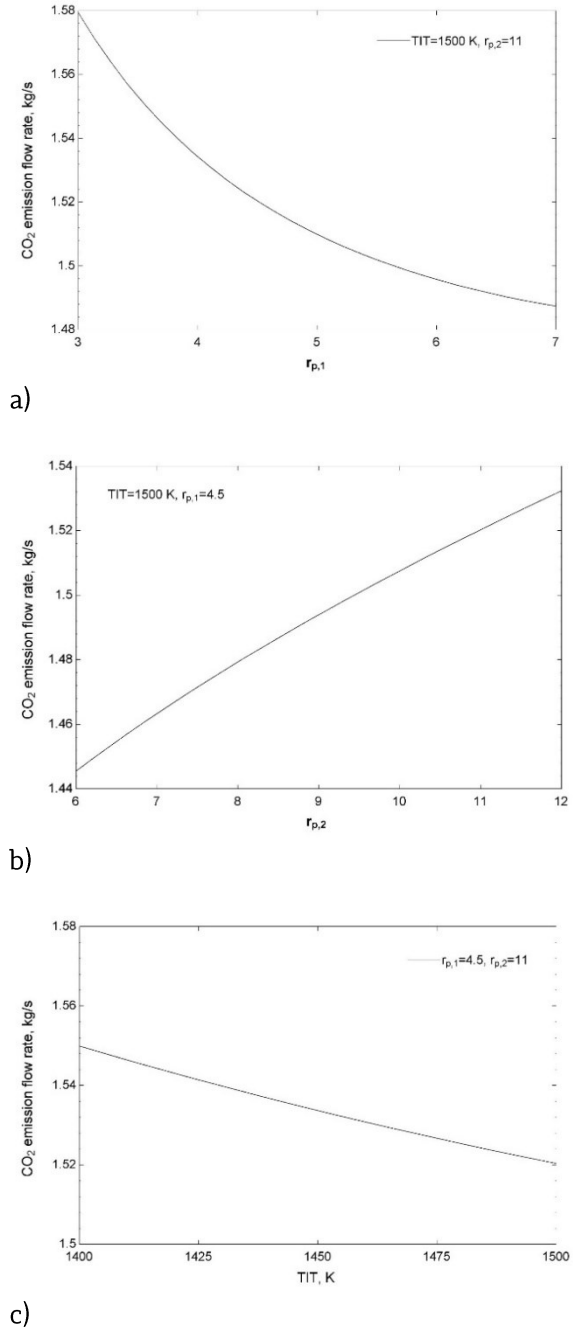 1.58
1.56
1.54
1.52
1.5
1.48
CO₂ emission flow rate, kg/s
TIT=1500 K, rₚ,₂=11
3 4 5 6 7
rₚ,₁
a)
1.54
1.52
1.5
1.48
1.46
1.44
CO₂ emission flow rate, kg/s
TIT=1500 K, rₚ,₁=4.5
6 7 8 9 10 11 12
rₚ,₂
b)
1.58
1.56
1.54
1.52
1.5
CO₂ emission flow rate, kg/s
rₚ,₁=4.5, rₚ,₂=11
1400 1425 1450 1475 1500
TIT, K
c)